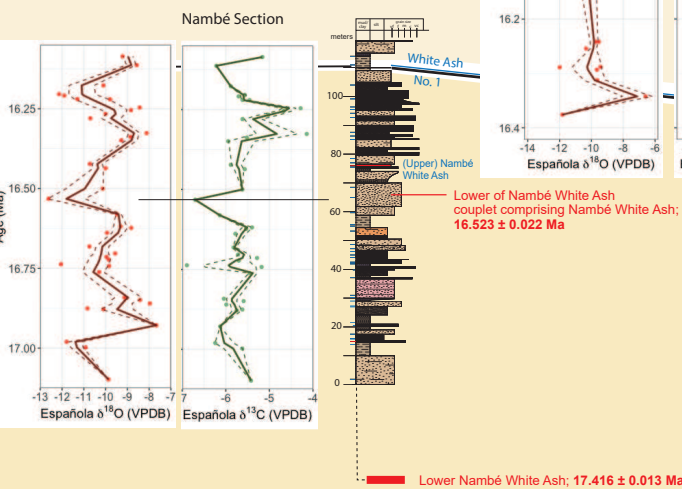 Nambé Section
meters
White Ash
No. 1
100
80
60
40
20
0
(Upper) Nambé
White Ash
Lower of Nambé White Ash
couplet comprising Nambé White Ash;
16.523 ± 0.022 Ma
Lower Nambé White Ash; 17.416 ± 0.013 Ma
16.25
16.50
16.75
17.00
-13 -12 -11 -10 -9 -8 -7
Española δ18O (VPDB)
7 -6 -5 -4
Española δ13C (VPDB)
16.2
16.4
-14 -12 -10 -8 -6
Española δ18O (VPDB)